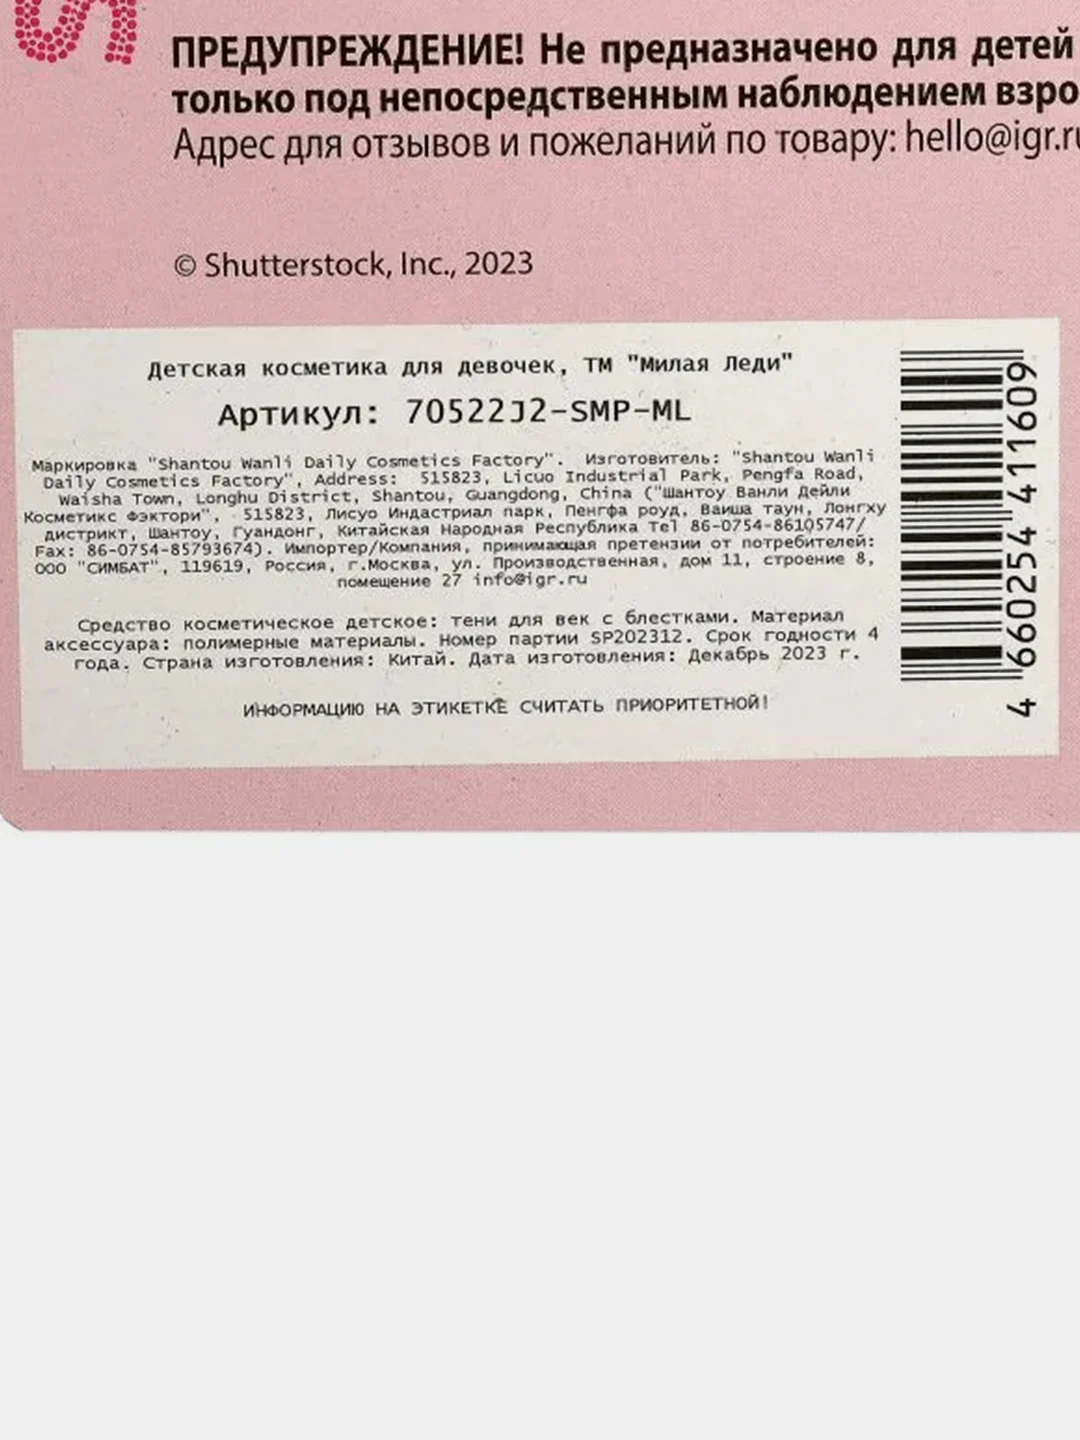 ПРЕДУПРЕЖДЕНИЕ! Не предназначено для детей
только под непосредственным наблюдением взро
Адрес для отзывов и пожеланий по товару: hello@igr.ru
© Shutterstock, Inc., 2023
Детская косметика для девочек, ТМ "Милая Леди"
Артикул: 70522J2-SMP-ML
Маркировка "Shantou Wanli Daily Cosmetics Factory". Изготовитель: "Shantou Wanli
Daily Cosmetics Factory", Address: 515823, Licuo Industrial Park, Pengfa Road,
Waisha Town, Longhu District, Shantou, Guangdong, China ("Шантоу Ванли Дейли
Косметикс Фэктори", 515823, Лисуо Индастриал парк, Пенгфа роуд, Ваиша таун, Лонгху
дистрикт, Шантоу, Гуандонг, Китайская Народная Республика Tel 86-0754-86105747/
Fax: 86-0754-85793674). Импортер/Компания, принимающая претензии от потребителей:
ООО "СИМБАТ", 119619, Россия, г.Москва, ул. Производственная, дом 11, строение 8,
помещение 27 info@igr.ru
Средство косметическое детское: тени для век с блестками. Материал
аксессуара: полимерные материалы. Номер партии SP202312. Срок годности 4
года. Страна изготовления: Китай. Дата изготовления: Декабрь 2023 г.
ИНФОРМАЦИЮ НА ЭТИКЕТКЕ СЧИТАТЬ ПРИОРИТЕТНОЙ!
4 660254 411609